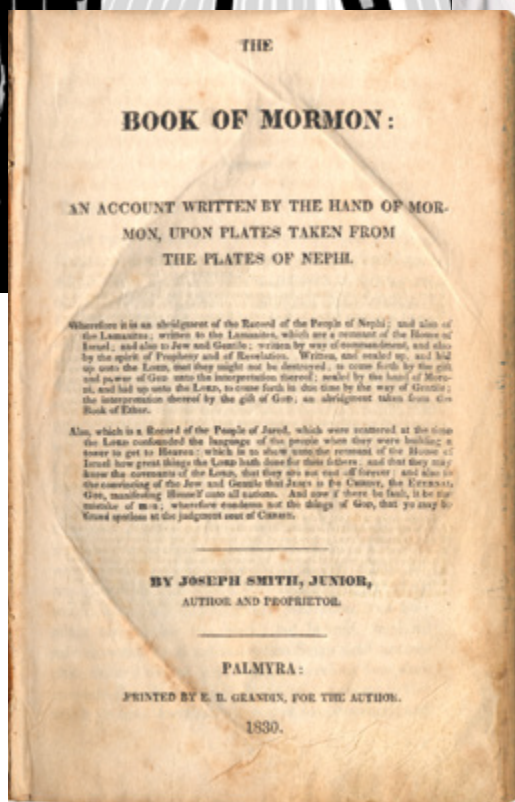 THE
BOOK OF MORMON:
AN ACCOUNT WRITTEN BY THE HAND OF MOR-
MON, UPON PLATES TAKEN FROM
THE PLATES OF NEPHI.
Wherefore it is an abridgment of the Record of the People of Nephi; and also of
the Lamanites; written to the Lamanites, which are a remnant of the House of
Israel; and also to Jew and Gentile; written by way of commandment, and also
by the spirit of Prophesy and of Revelation. Written, and sealed up, and hid
up unto the LORD, that they might not be destroyed; to come forth by the gift
and power of GOD unto the interpretation thereof; sealed by the hand of Moro-
ni, and hid up unto the LORD, to come forth in due time by the way of Gentile;
the interpretation thereof by the gift of GOD; an abridgment taken from the
Book of Ether.
Also, which is a Record of the People of Jared, which were scattered at the time
the LORD confounded the language of the people when they were building a
tower to get to Heaven: which is to shew unto the remnant of the House of
Israel how great things the LORD hath done for their fathers; and that they may
know the covenants of the LORD, that they are not cast off forever; and also to
the convincing of the Jew and Gentile that JESUS is the CHRIST, the ETERNAL
GOD, manifesting Himself unto all nations. And now if there be fault, it be the
mistake of men; wherefore condemn not the things of GOD, that ye may be
found spotless at the judgment seat of CHRIST.
BY JOSEPH SMITH, JUNIOR,
AUTHOR AND PROPRIETOR.
PALMYRA:
PRINTED BY E. B. GRANDIN, FOR THE AUTHOR.
1830.